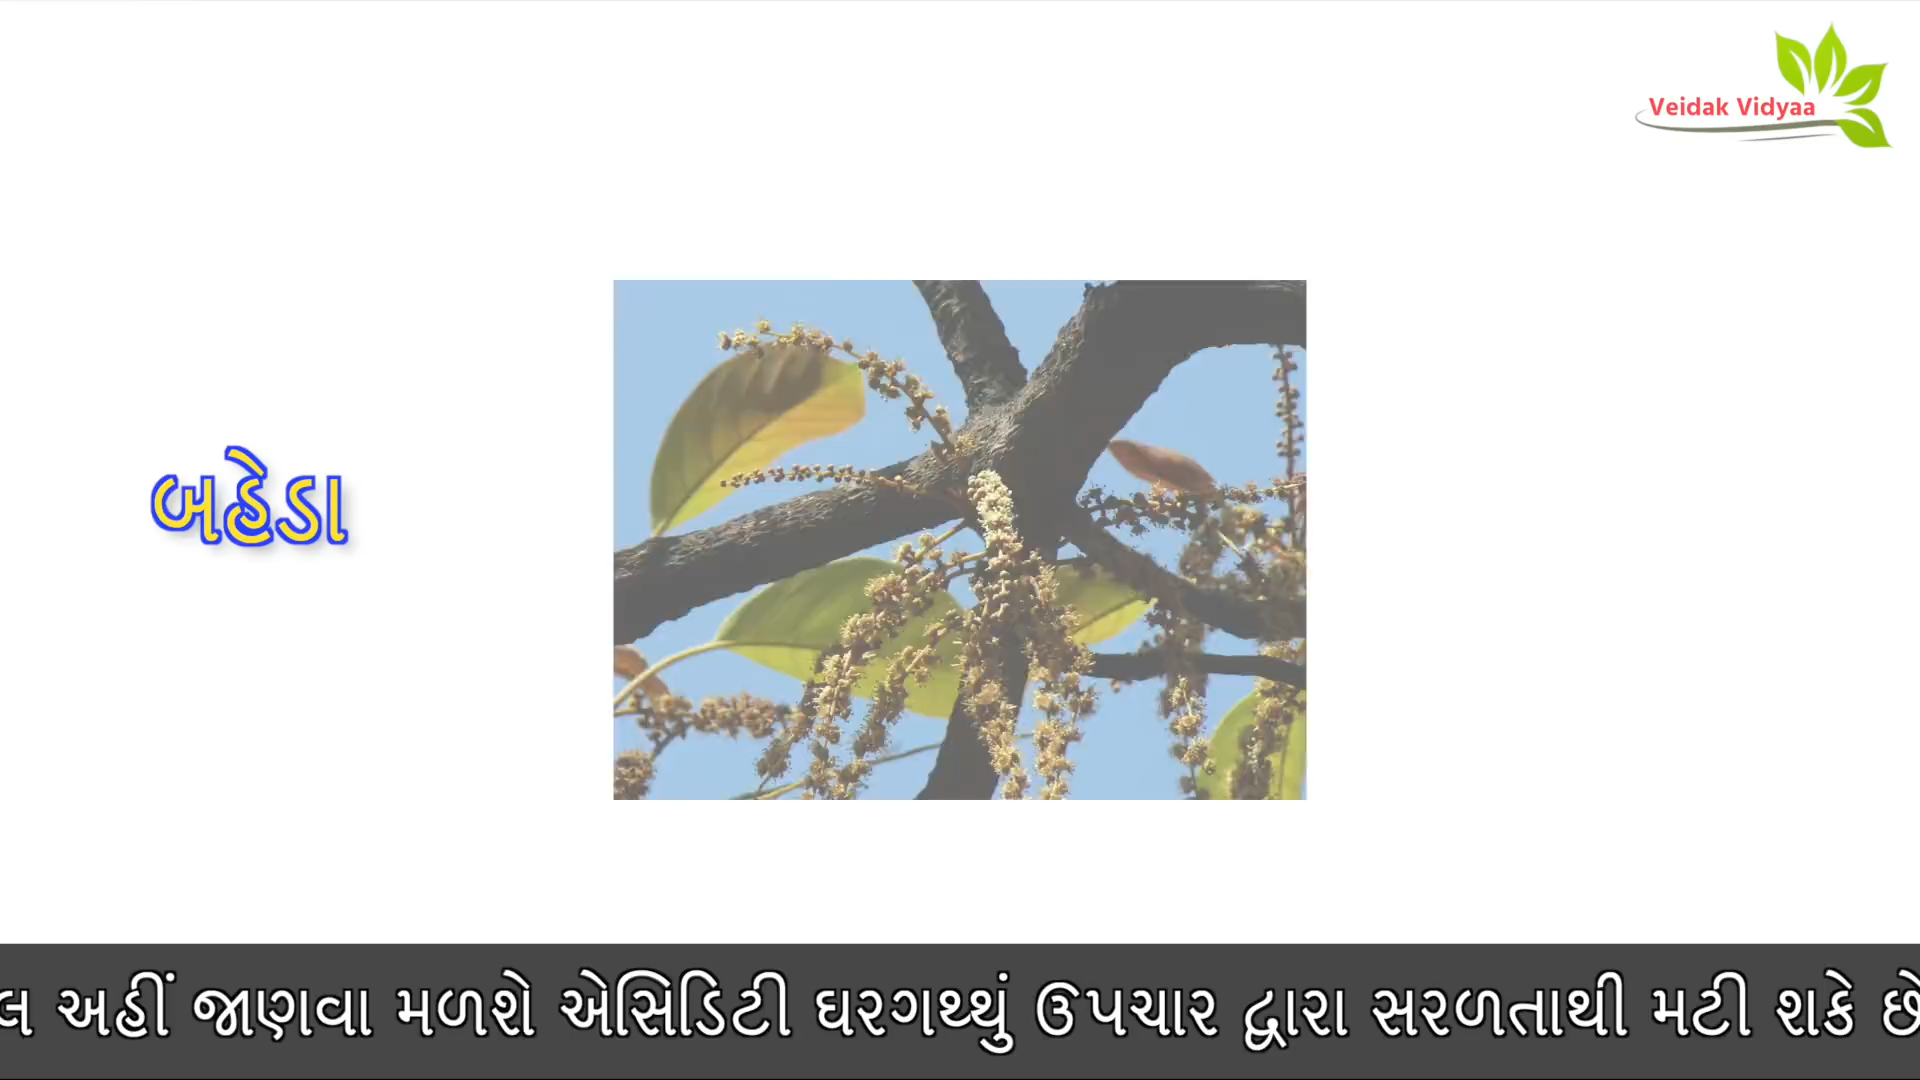 Veidak Vidyaa
બહેડા
અહીં જાણવા મળશે એસિડિટી ઘરગથ્થું ઉપચાર દ્વારા સરળતાથી મટી શકે છે